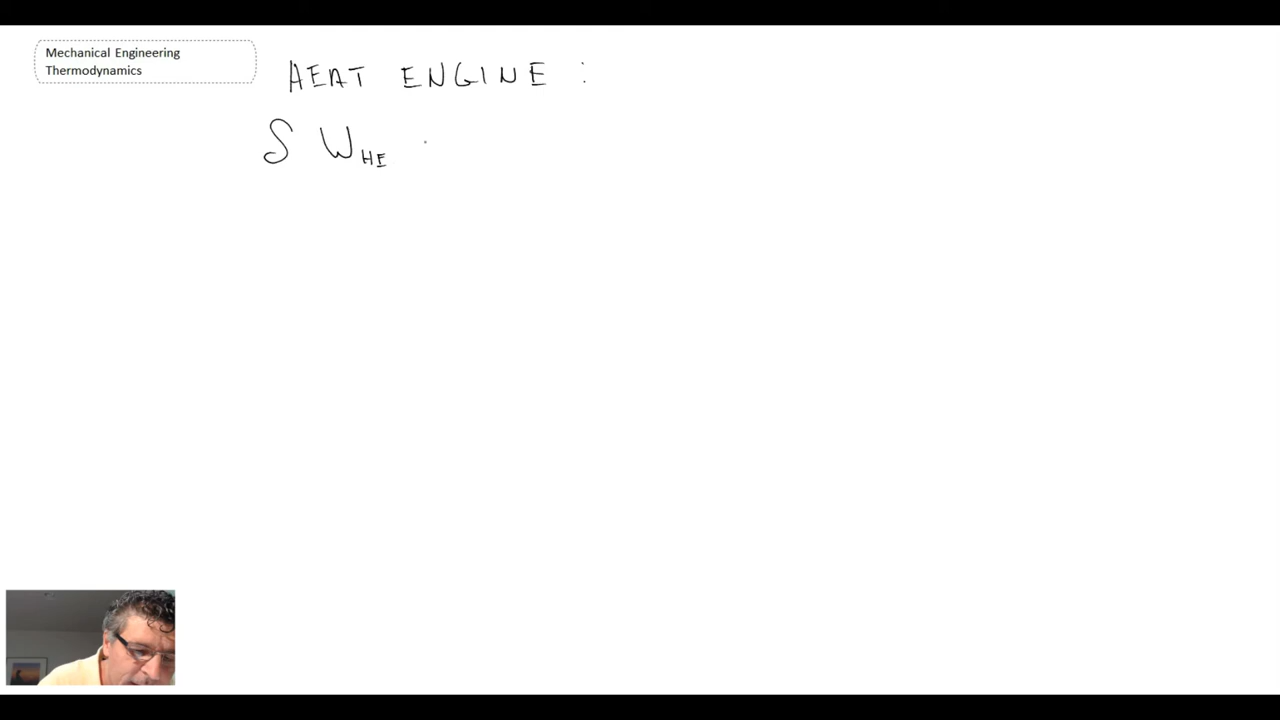 Mechanical Engineering
Thermodynamics
HEAT ENGINE :
δ W_HE